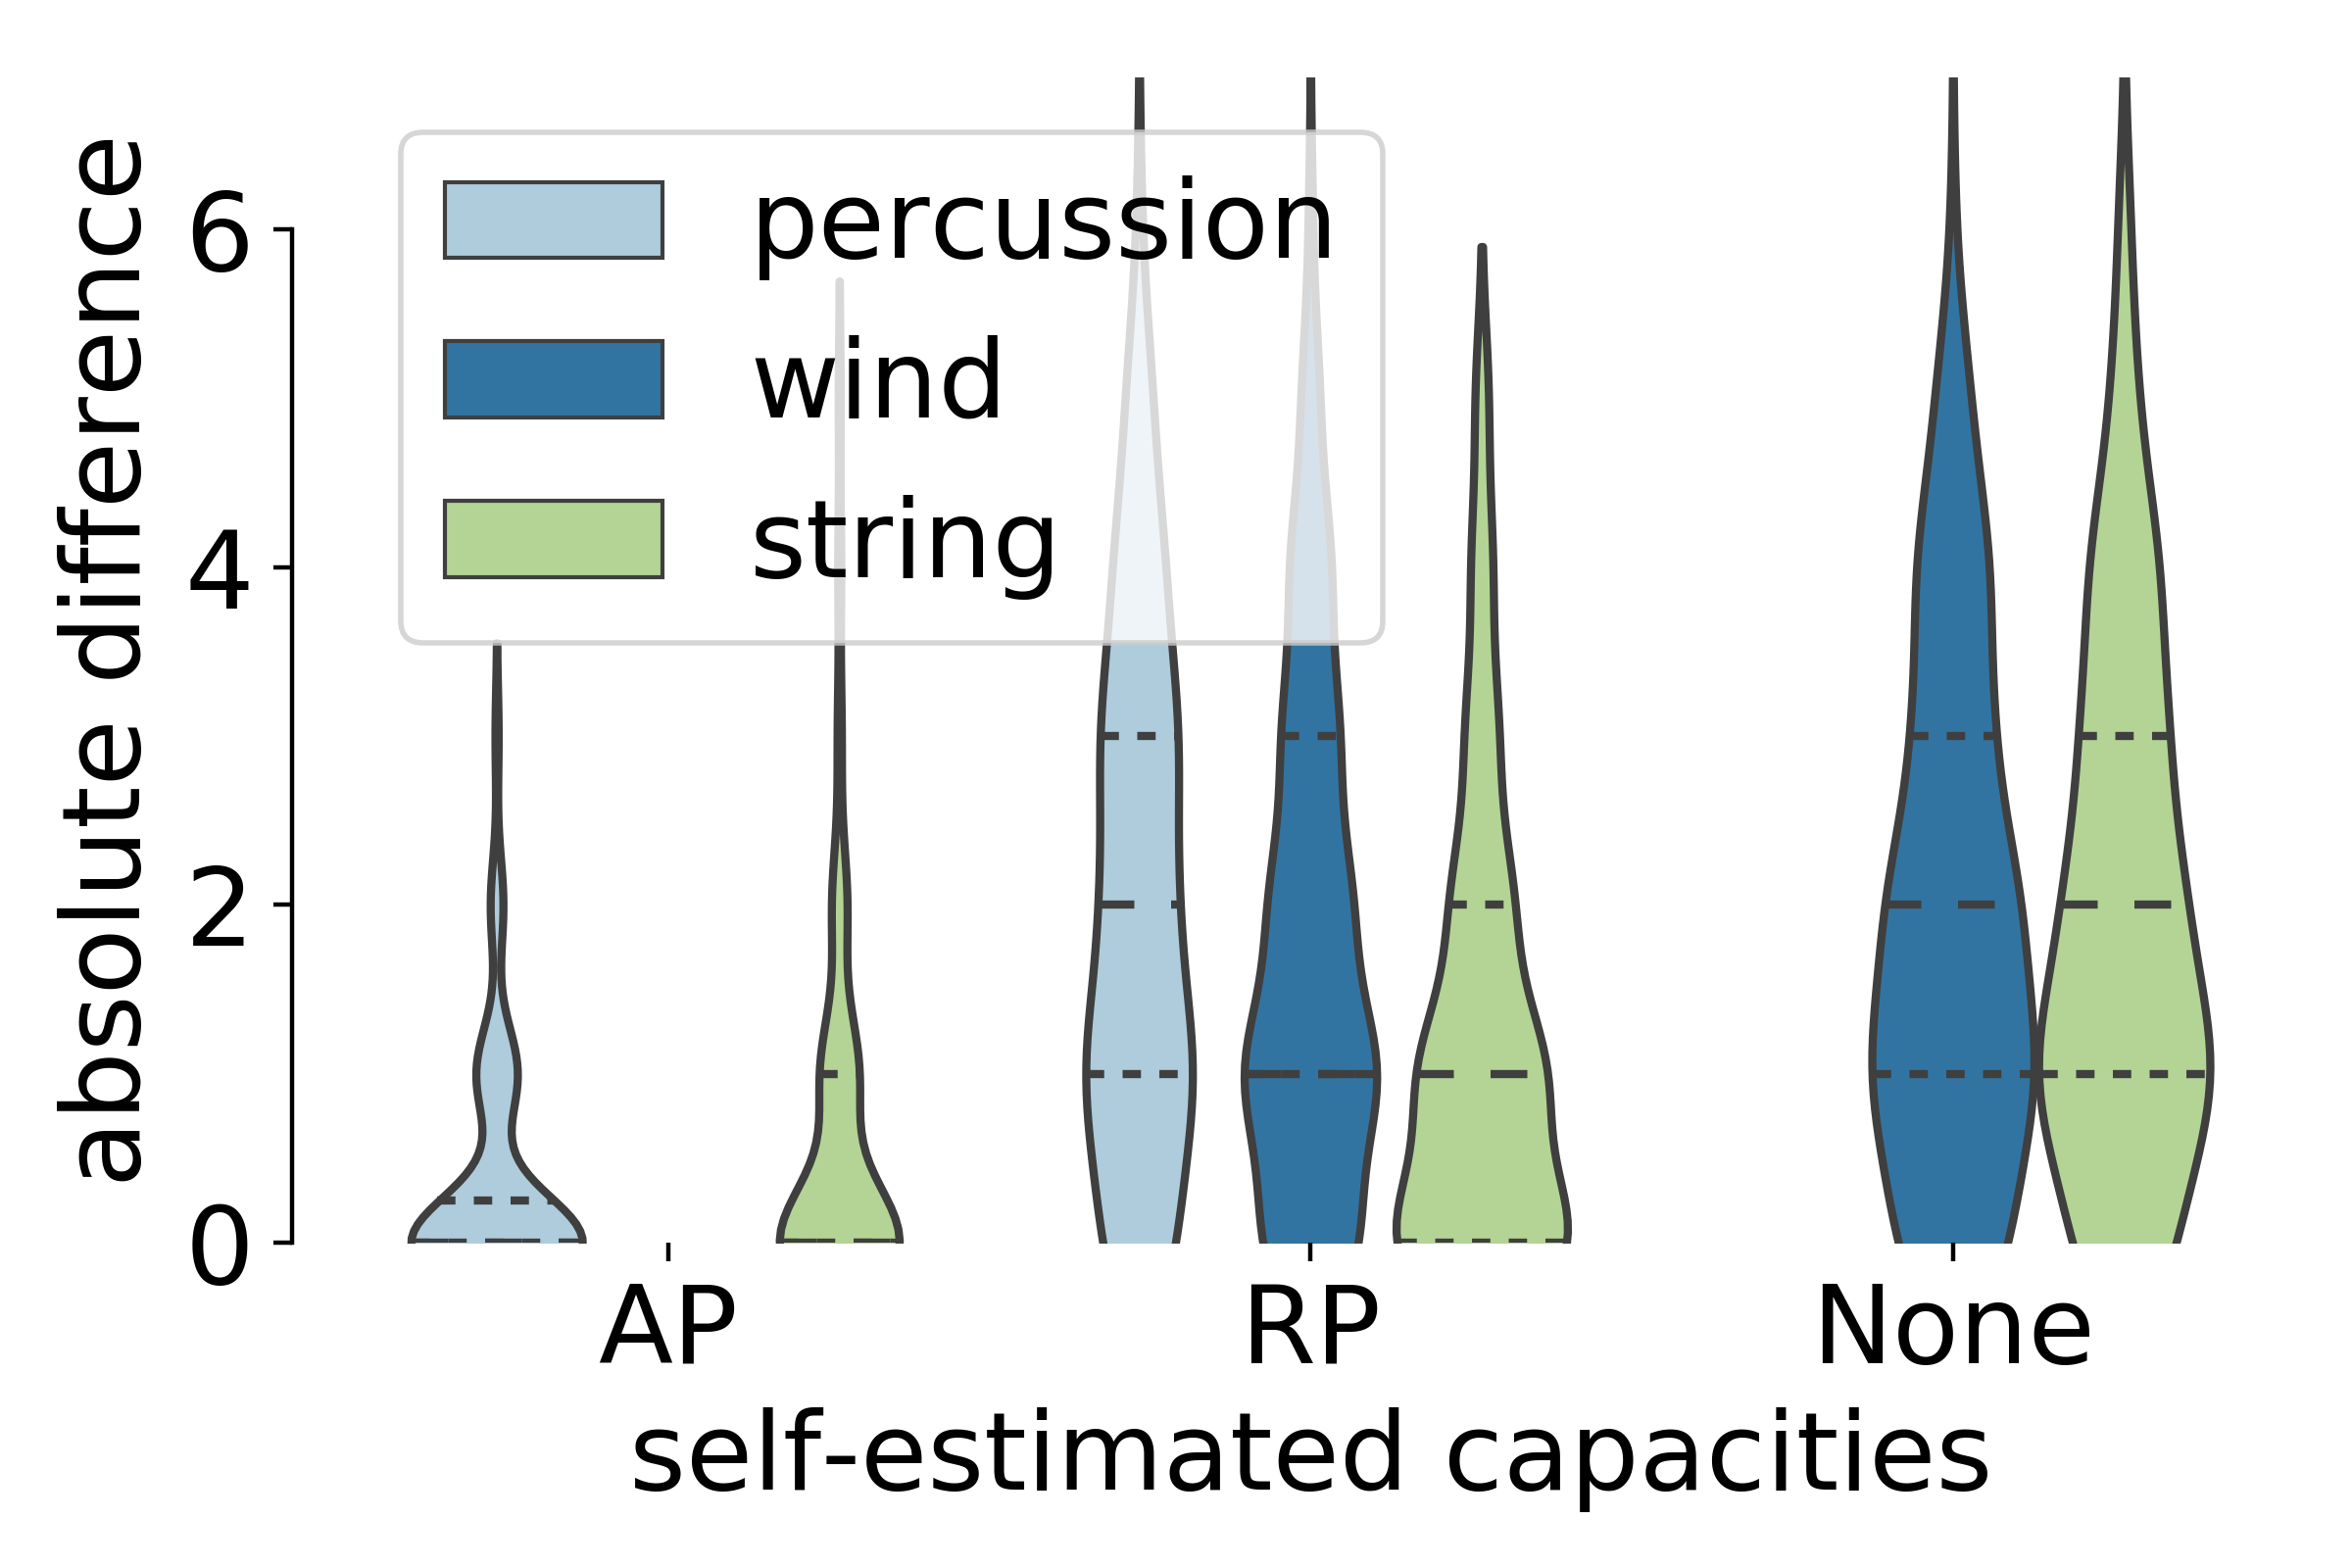 absolute difference
6
4
2
0
percussion
wind
string
AP RP None
self-estimated capacities